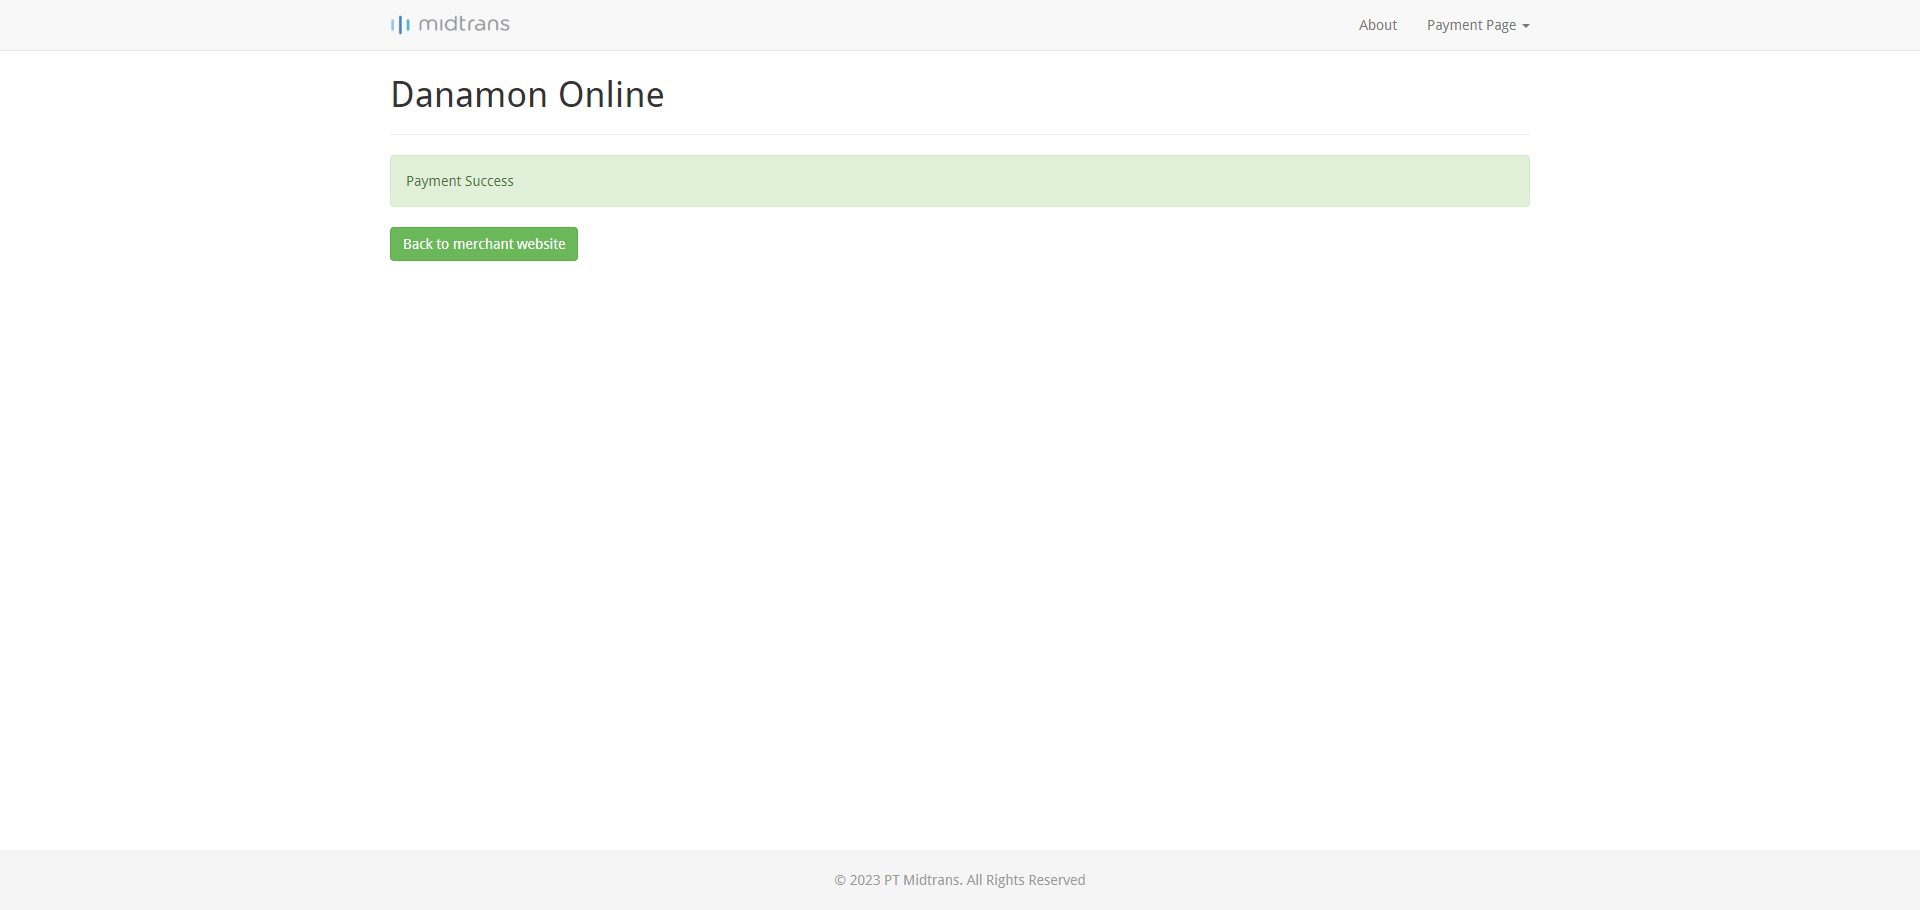 midtrans
About
Payment Page
Danamon Online
Payment Success
Back to merchant website
© 2023 PT Midtrans. All Rights Reserved